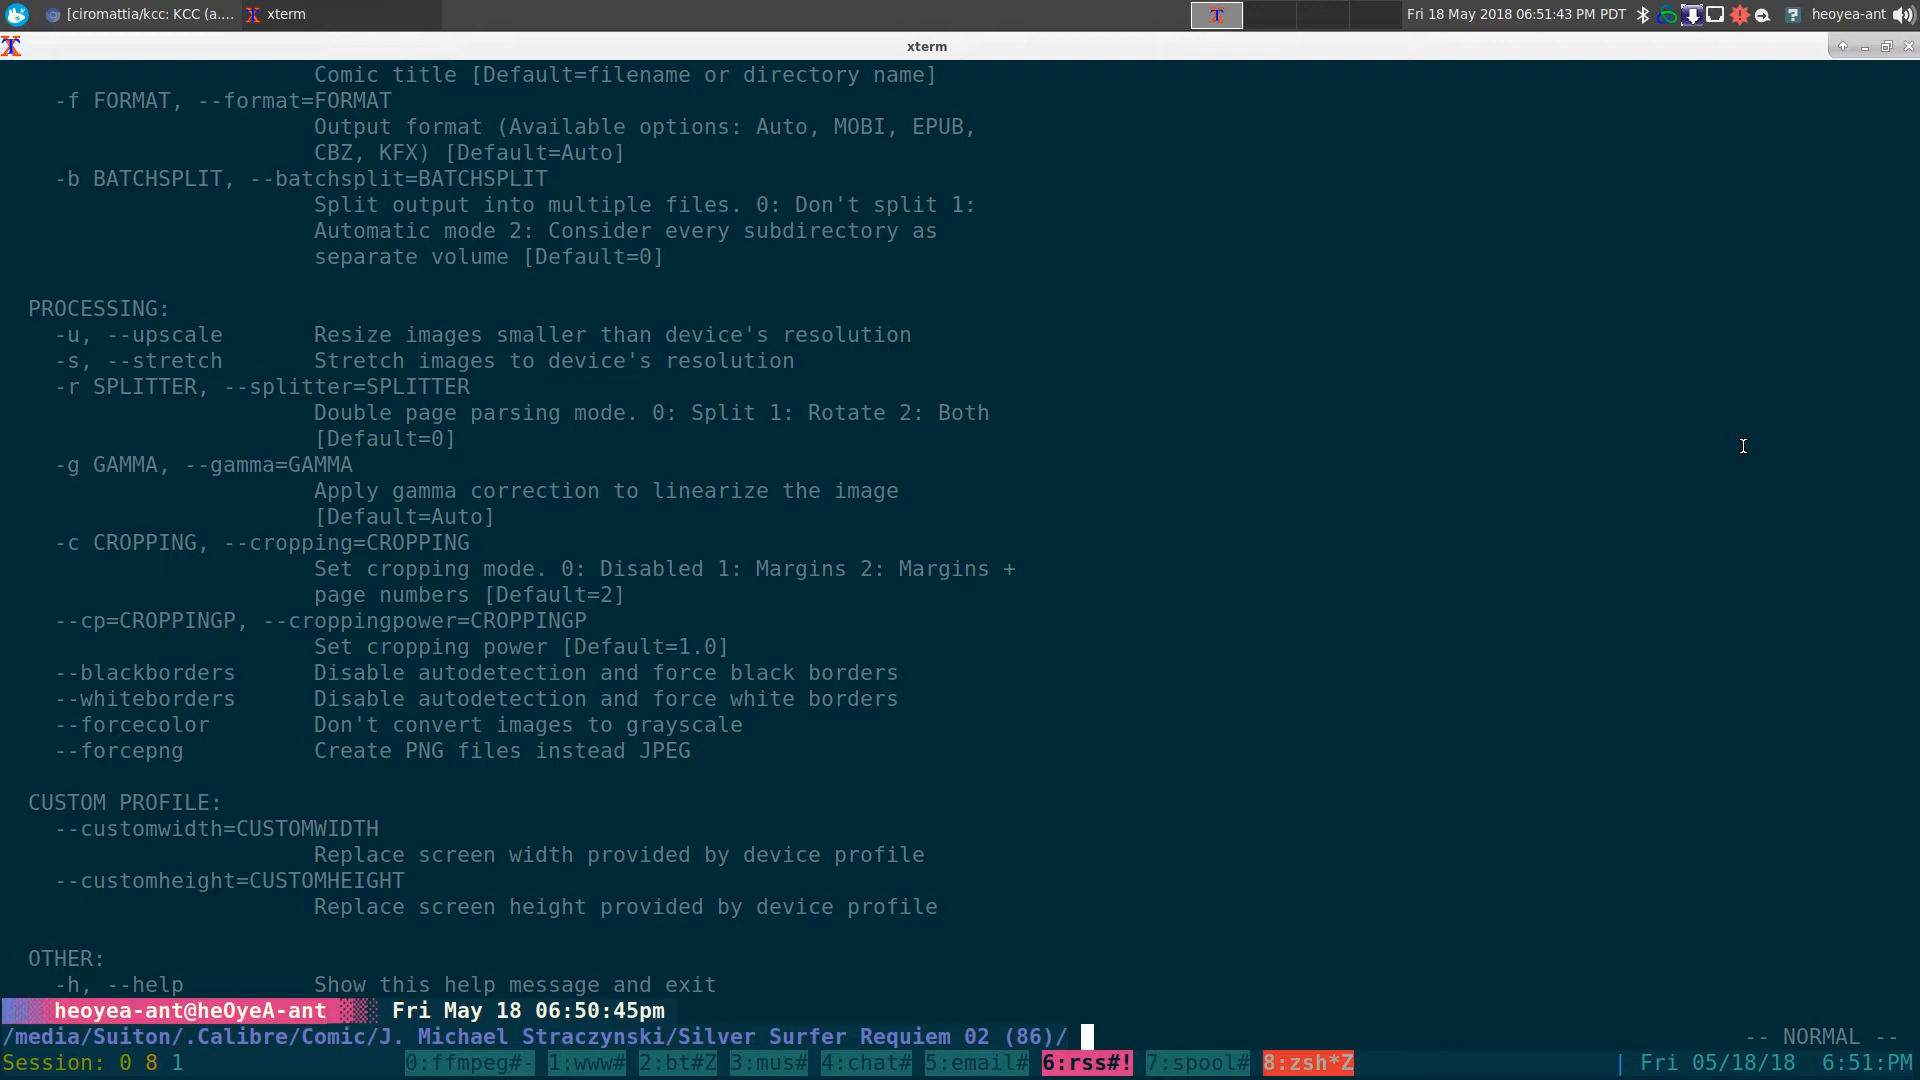 [ciromattia/kcc: KCC (a.... xterm Fri 18 May 2018 06:51:43 PM PDT heoyea-ant
xterm
Comic title [Default=filename or directory name]
-f FORMAT, --format=FORMAT
Output format (Available options: Auto, MOBI, EPUB,
CBZ, KFX) [Default=Auto]
-b BATCHSPLIT, --batchsplit=BATCHSPLIT
Split output into multiple files. 0: Don't split 1:
Automatic mode 2: Consider every subdirectory as
separate volume [Default=0]
PROCESSING:
-u, --upscale Resize images smaller than device's resolution
-s, --stretch Stretch images to device's resolution
-r SPLITTER, --splitter=SPLITTER
Double page parsing mode. 0: Split 1: Rotate 2: Both
[Default=0]
-g GAMMA, --gamma=GAMMA
Apply gamma correction to linearize the image
[Default=Auto]
-c CROPPING, --cropping=CROPPING
Set cropping mode. 0: Disabled 1: Margins 2: Margins +
page numbers [Default=2]
--cp=CROPPINGP, --croppingpower=CROPPINGP
Set cropping power [Default=1.0]
--blackborders Disable autodetection and force black borders
--whiteborders Disable autodetection and force white borders
--forcecolor Don't convert images to grayscale
--forcepng Create PNG files instead JPEG
CUSTOM PROFILE:
--customwidth=CUSTOMWIDTH
Replace screen width provided by device profile
--customheight=CUSTOMHEIGHT
Replace screen height provided by device profile
OTHER:
-h, --help Show this help message and exit
heoyea-ant@heOyeA-ant Fri May 18 06:50:45pm
/media/Suiton/.Calibre/Comic/J. Michael Straczynski/Silver Surfer Requiem 02 (86)/ -- NORMAL --
Session: 0 8 1 0:ffmpeg#- 1:www# 2:bt#Z 3:mus# 4:chat# 5:email# 6:rss#! 7:spool# 8:zsh*Z | Fri 05/18/18 6:51:PM